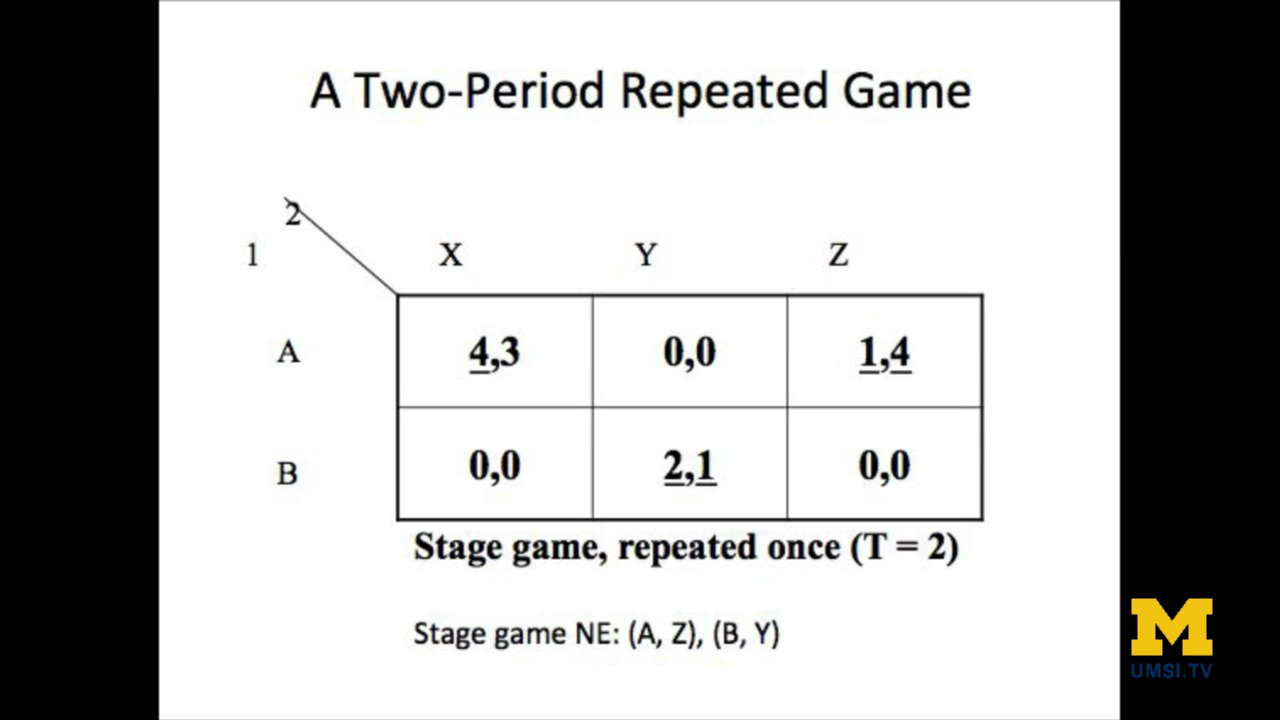 A Two-Period Repeated Game
2
1 X Y Z
A 4,3 0,0 1,4
B 0,0 2,1 0,0
Stage game, repeated once (T = 2)
Stage game NE: (A, Z), (B, Y)
M
UMSI.TV